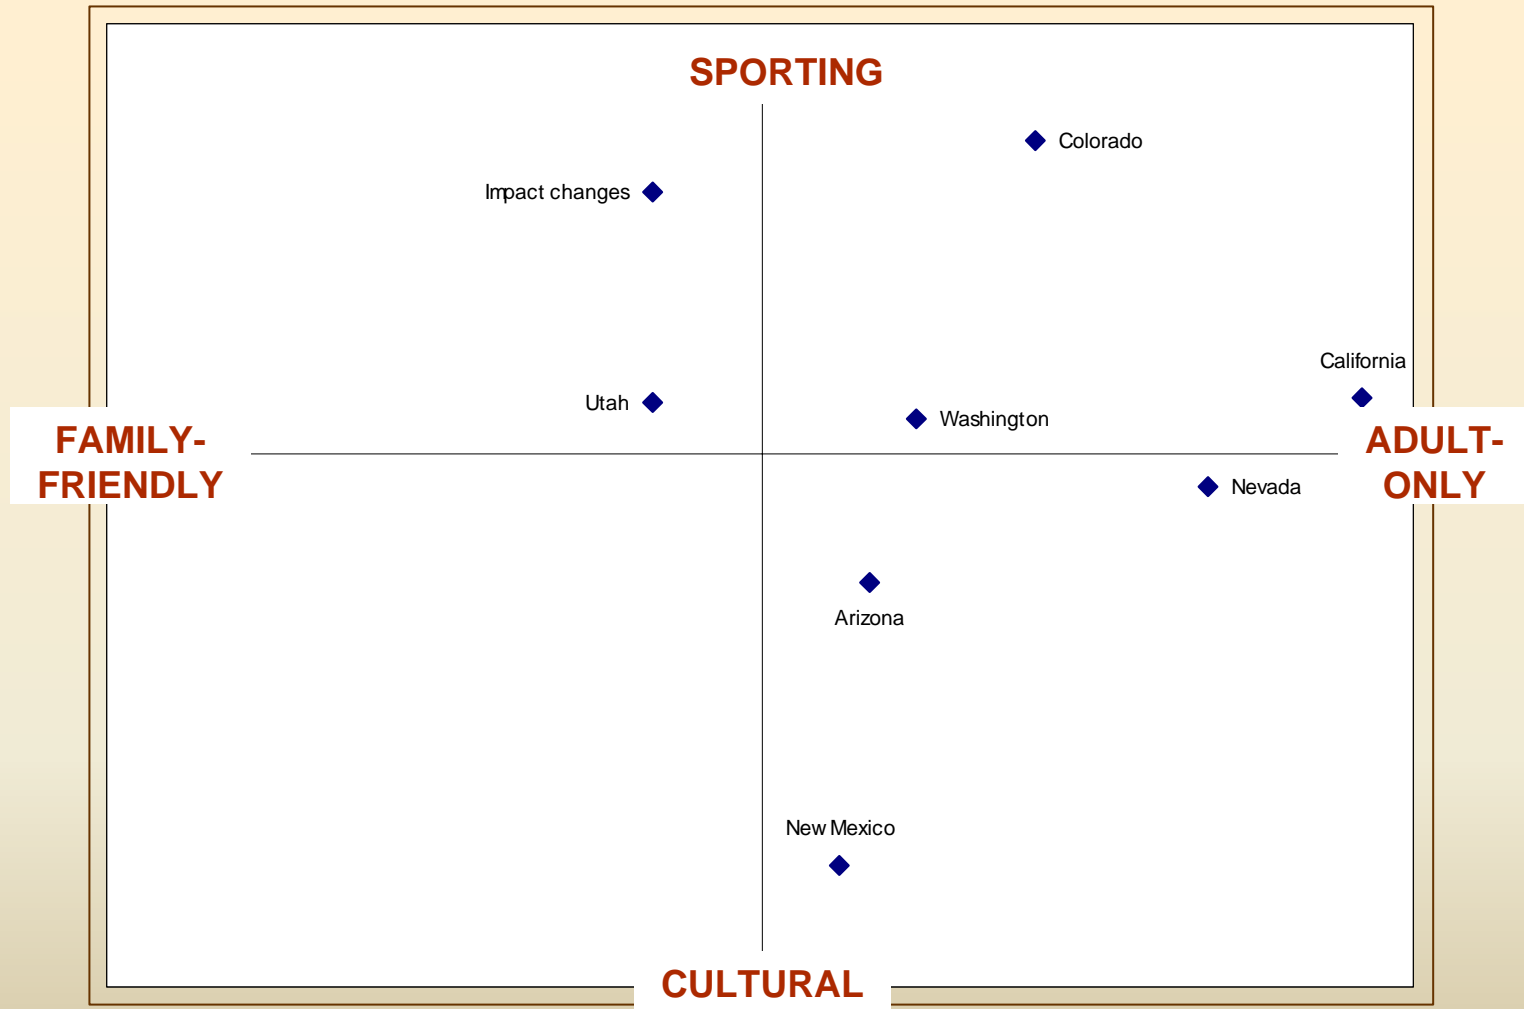 SPORTING
Colorado
Impact changes
California
Utah
Washington
FAMILY-
FRIENDLY
ADULT-
ONLY
Nevada
Arizona
New Mexico
CULTURAL